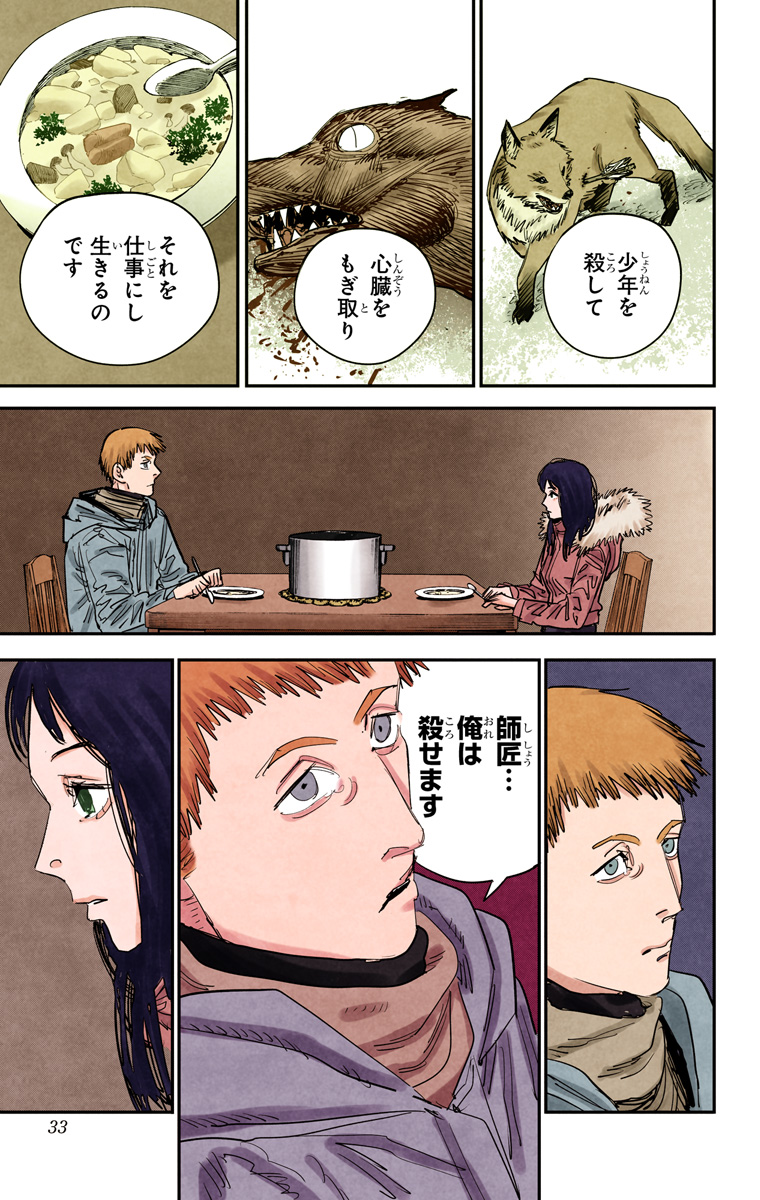 少年を
殺して
心臓を
もぎ取り
それを
仕事にし
生きるの
です
師匠…
俺は
殺せます
33